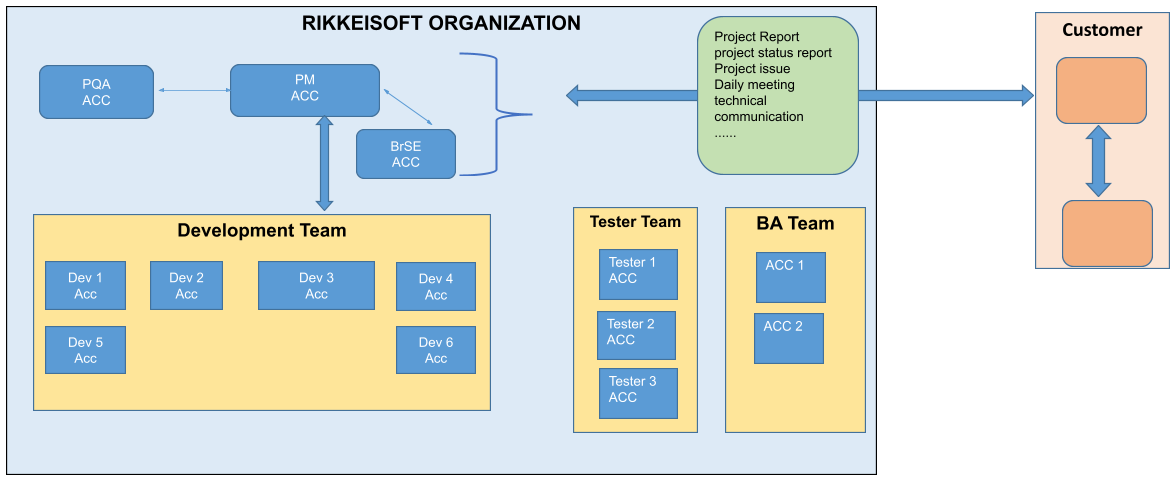 RIKKEISOFT ORGANIZATION
Customer
PQA
ACC
PM
ACC
BrSE
ACC
Project Report
project status report
Project issue
Daily meeting
technical
communication
......
Development Team
Dev 1
Acc
Dev 2
Acc
Dev 3
Acc
Dev 4
Acc
Dev 5
Acc
Dev 6
Acc
Tester Team
Tester 1
ACC
Tester 2
ACC
Tester 3
ACC
BA Team
ACC 1
ACC 2